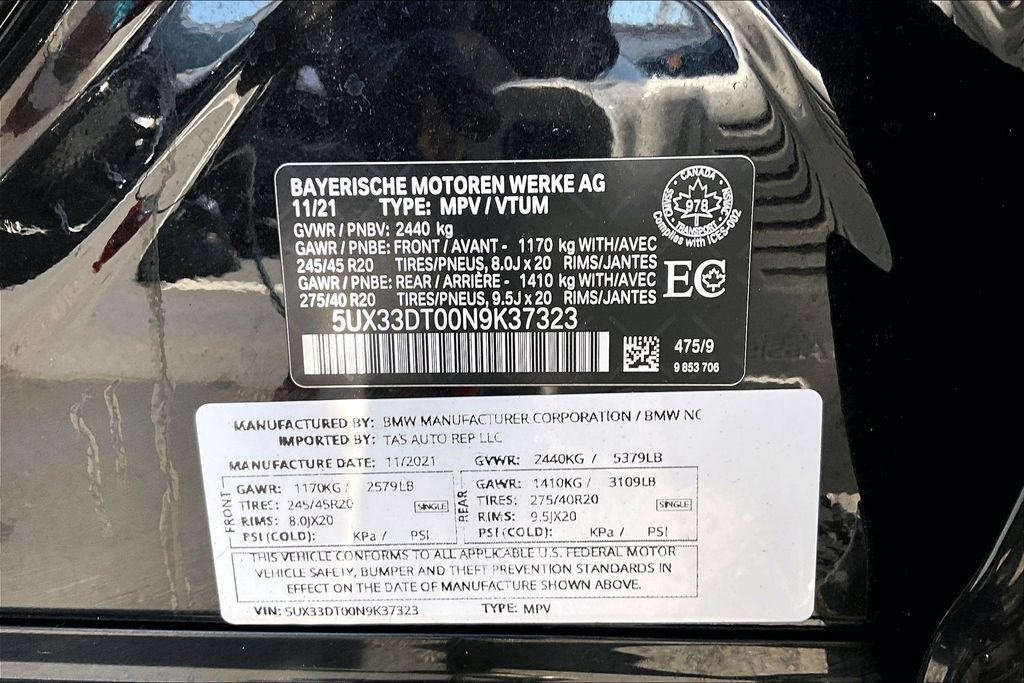 BAYERISCHE MOTOREN WERKE AG
11/21 TYPE: MPV / VTUM
GVWR / PNBV: 2440 kg
GAWR / PNBE: FRONT / AVANT - 1170 kg WITH/AVEC
245/45 R20 TIRES/PNEUS, 8.0J x 20 RIMS/JANTES
GAWR / PNBE: REAR / ARRIÈRE - 1410 kg WITH/AVEC
275/40 R20 TIRES/PNEUS, 9.5J x 20 RIMS/JANTES
5UX33DT00N9K37323
CANADA
978
TRANSPORT
Complies with ICES-002
EC
475/9
9 853 706
MANUFACTURED BY: BMW MANUFACTURER CORPORATION / BMW NC
IMPORTED BY: TA'S AUTO REP LLC
MANUFACTURE DATE: 11/2021 GVWR: 2440KG / 5379LB
FRONT
GAWR: 1170KG / 2579LB
TIRES: 245/45R20 SINGLE
RIMS: 8.0JX20
PSI (COLD): KPa / PSI
REAR
GAWR: 1410KG / 3109LB
TIRES: 275/40R20 SINGLE
RIMS: 9.5JX20
PSI (COLD): KPa / PSI
THIS VEHICLE CONFORMS TO ALL APPLICABLE U.S. FEDERAL MOTOR
VEHICLE SAFETY, BUMPER AND THEFT PREVENTION STANDARDS IN
EFFECT ON THE DATE OF MANUFACTURE SHOWN ABOVE.
VIN: 5UX33DT00N9K37323 TYPE: MPV